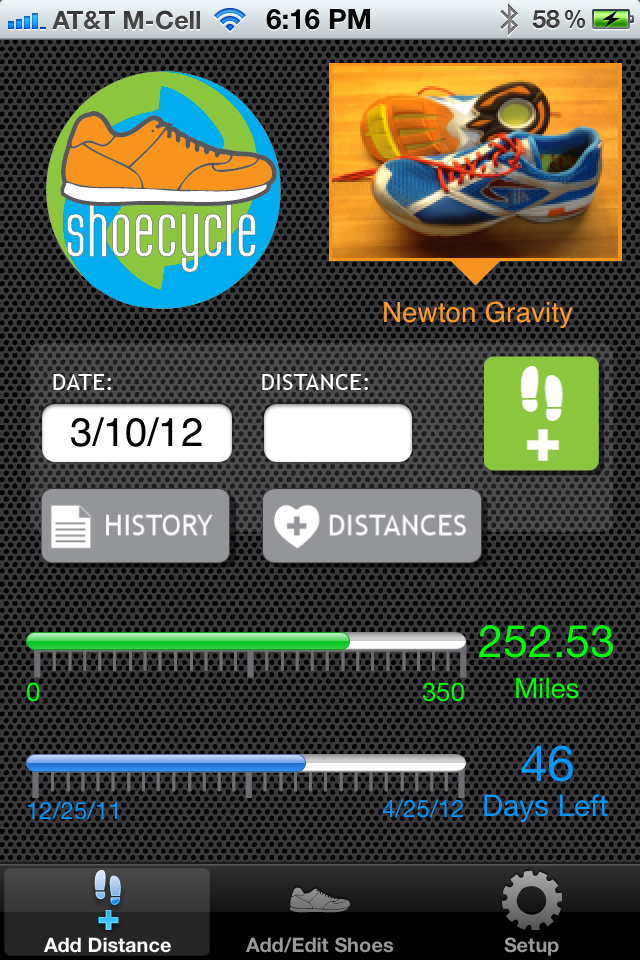 AT&T M-Cell 6:16 PM 58%
shoecycle
Newton Gravity
DATE: DISTANCE:
3/10/12
HISTORY DISTANCES
252.53
0 350 Miles
46
12/25/11 4/25/12 Days Left
Add Distance Add/Edit Shoes Setup